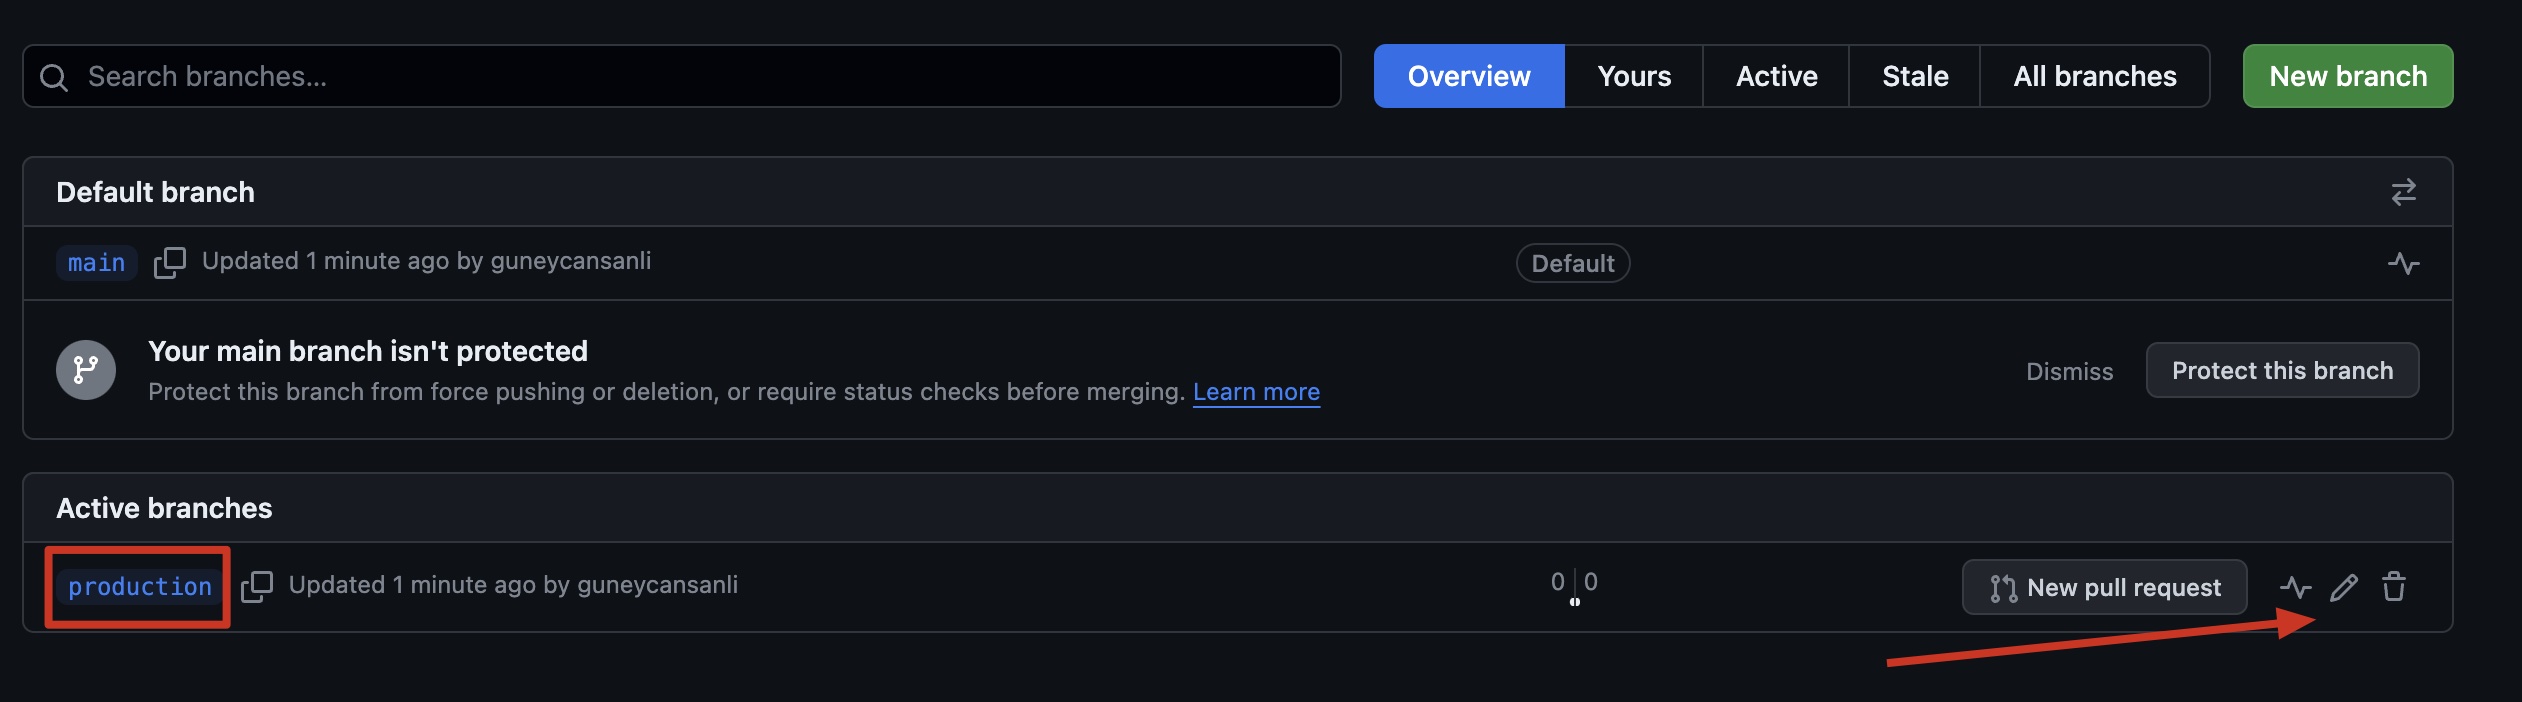 Search branches...
Overview Yours Active Stale All branches New branch
Default branch
main Updated 1 minute ago by guneycansanli Default
Your main branch isn't protected
Protect this branch from force pushing or deletion, or require status checks before merging. Learn more
Dismiss Protect this branch
Active branches
production Updated 1 minute ago by guneycansanli 0 0 New pull request